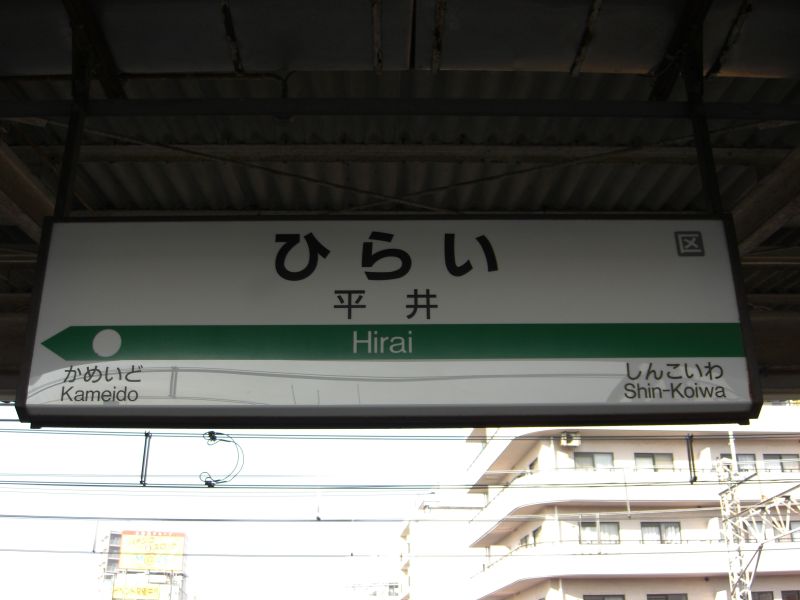 ひらい
区
平井
Hirai
かめいど
Kameido
しんこいわ
Shin-Koiwa